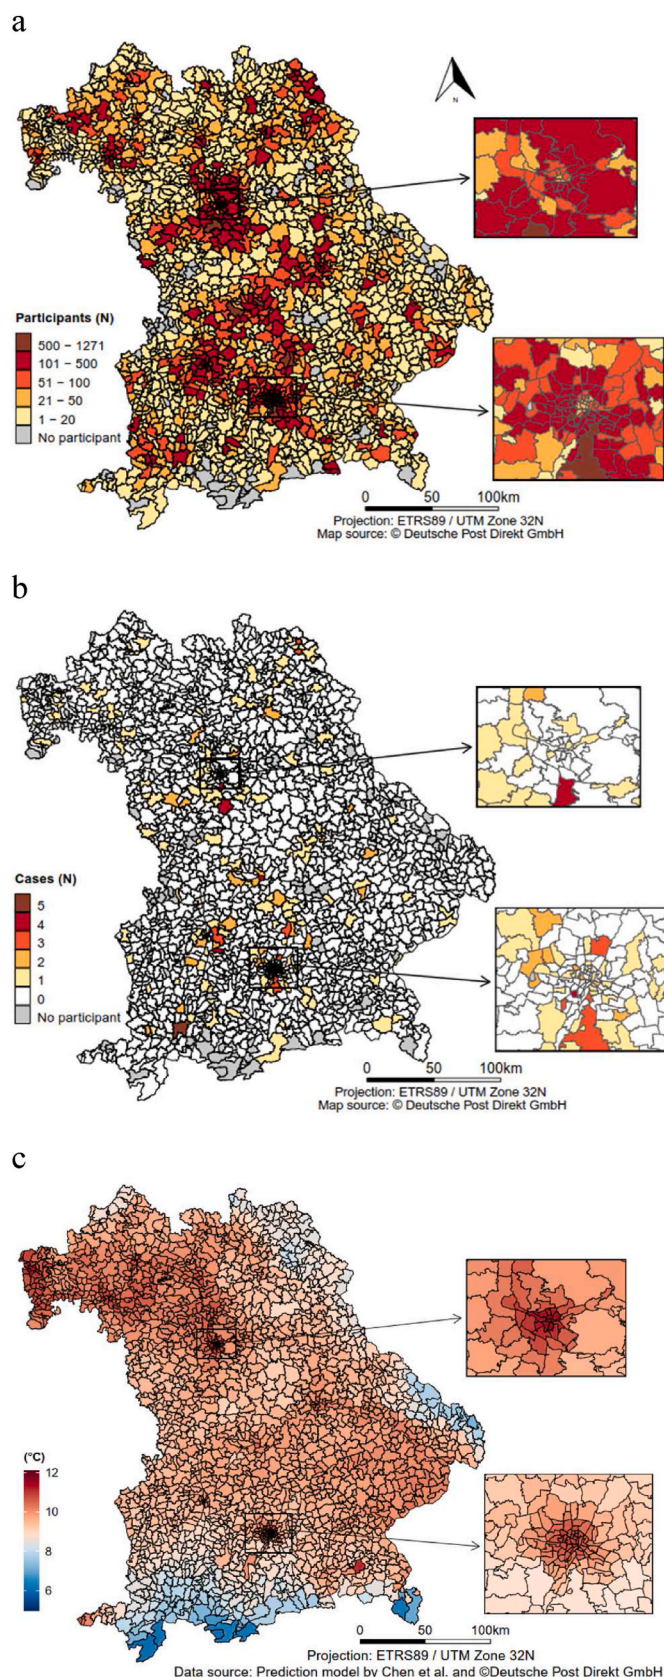 a
N
Participants (N)
500 – 1271
101 – 500
51 – 100
21 – 50
1 – 20
No participant
0 50 100km
Projection: ETRS89 / UTM Zone 32N
Map source: © Deutsche Post Direkt GmbH
b
Cases (N)
5
4
3
2
1
0
No participant
0 50 100km
Projection: ETRS89 / UTM Zone 32N
Map source: © Deutsche Post Direkt GmbH
c
(°C)
12
10
8
6
0 50 100km
Projection: ETRS89 / UTM Zone 32N
Data source: Prediction model by Chen et al. and ©Deutsche Post Direkt GmbH